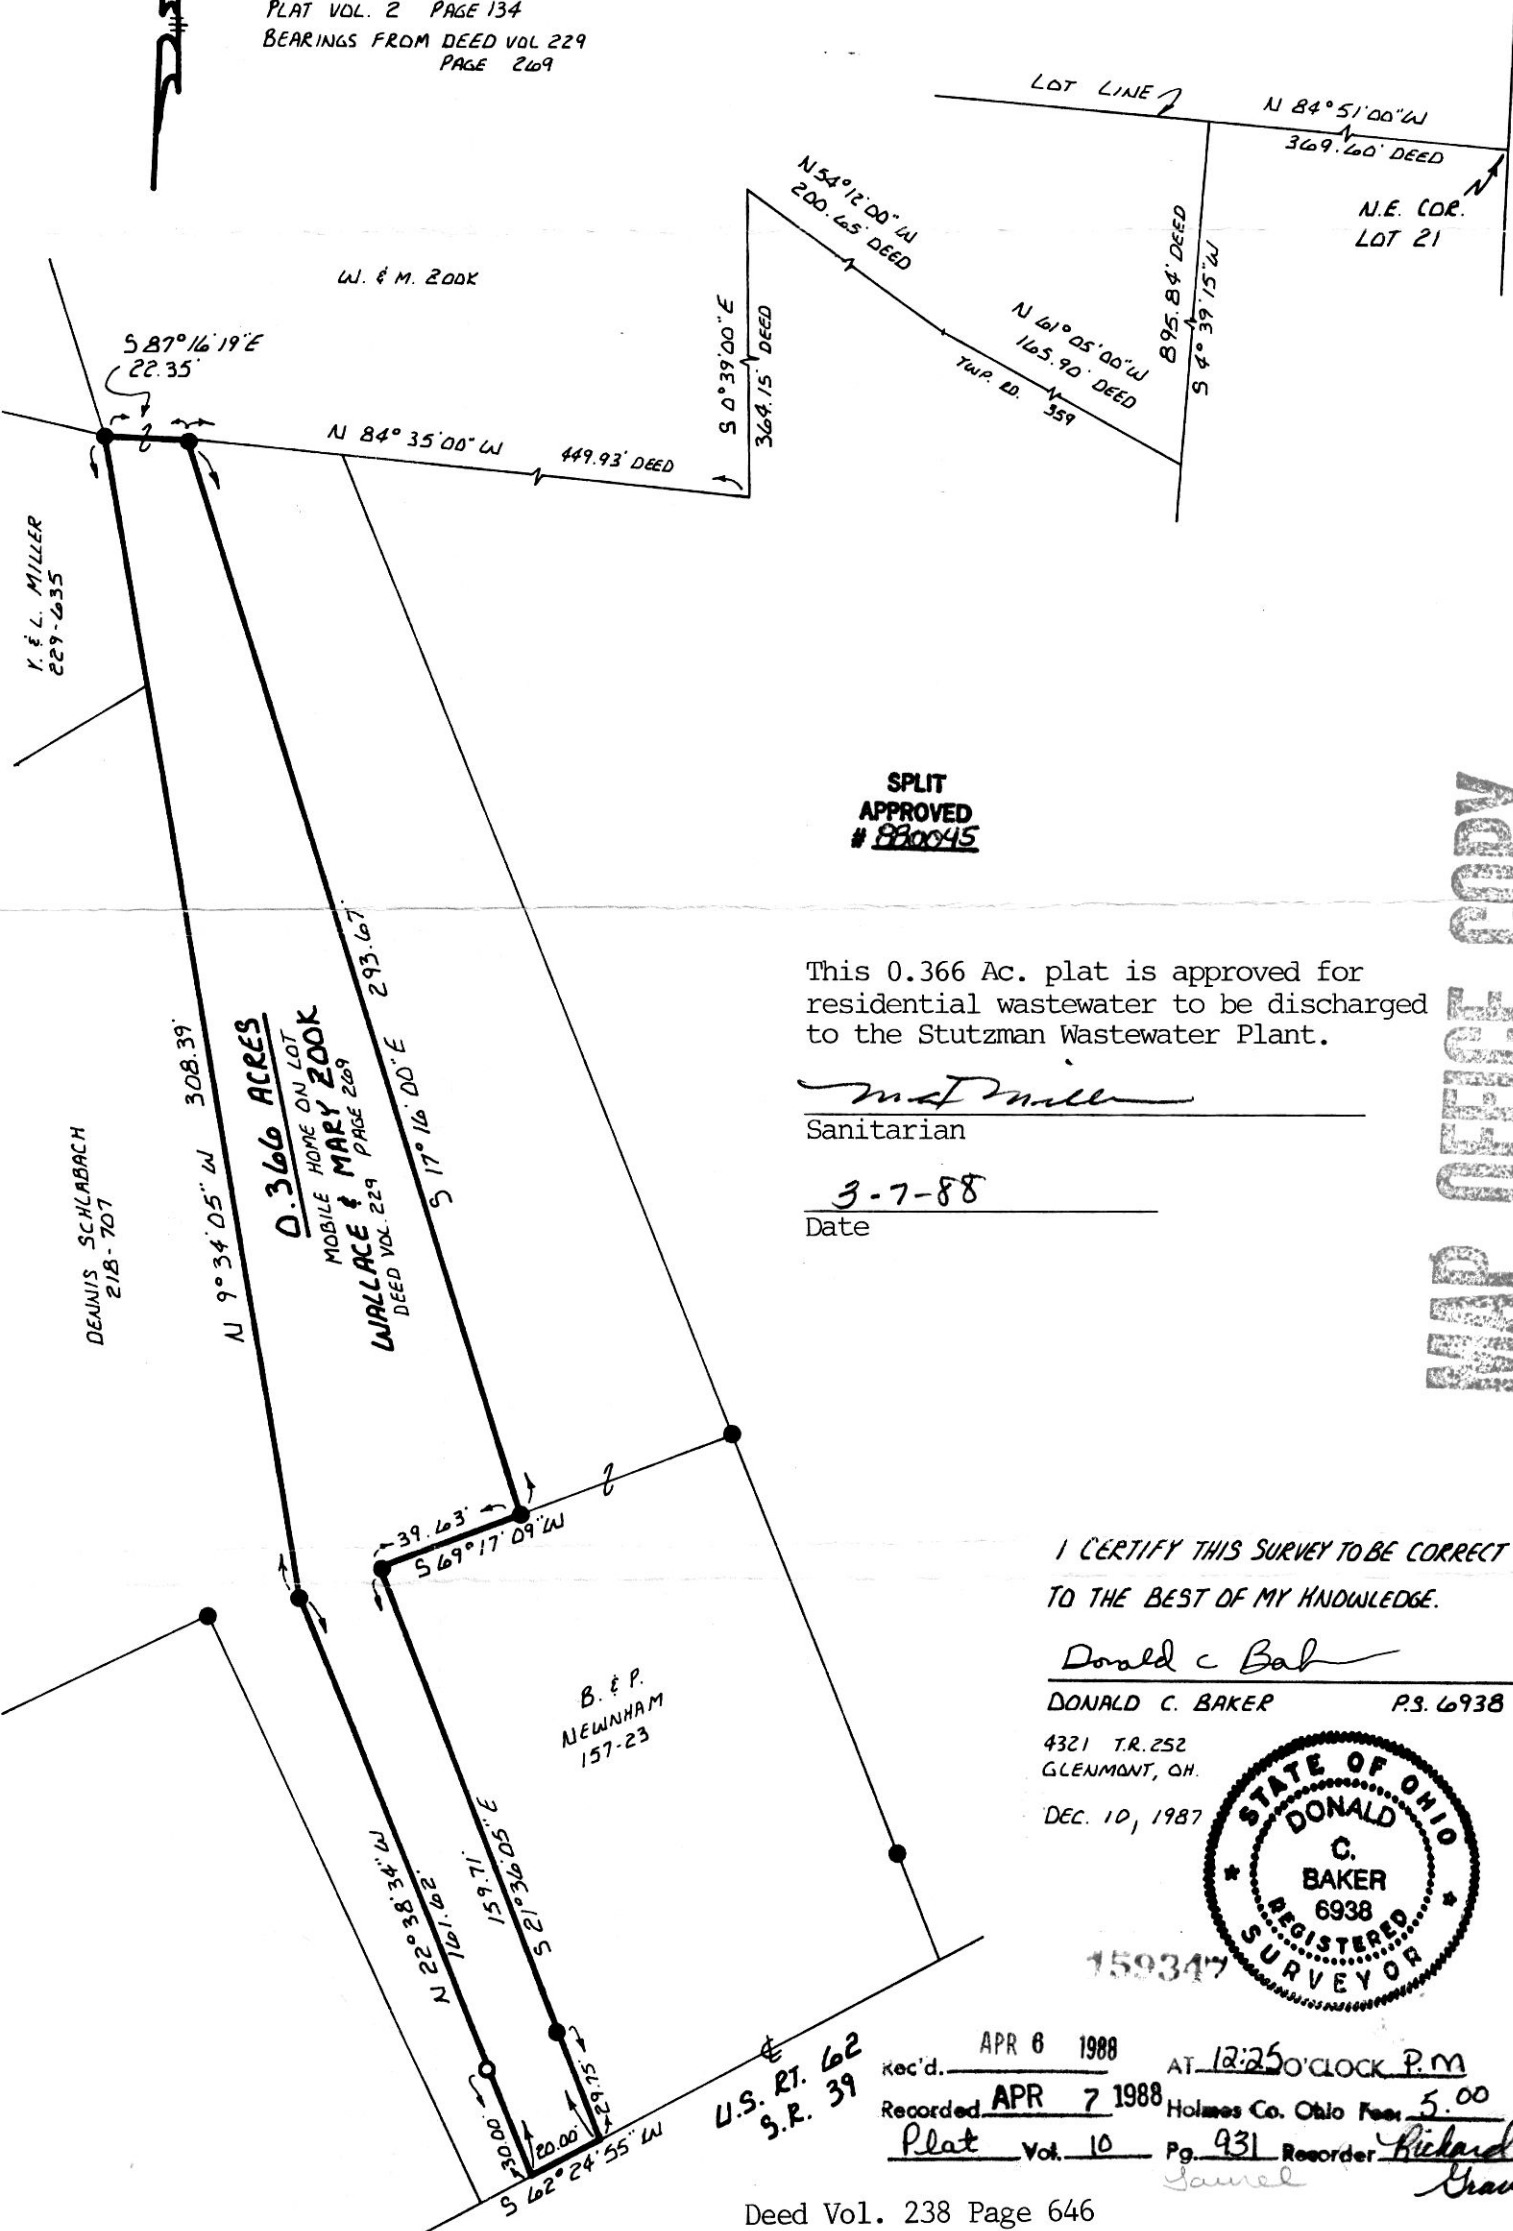 PLAT VOL. 2 PAGE 134
BEARINGS FROM DEED VOL 229
PAGE 269
LOT LINE
N 84° 51' 00" W
369.60' DEED
N.E. COR.
LOT 21
N 54° 12' 00" W
200.65' DEED
N 61° 05' 00" W
165.90' DEED
TWP. RD. 359
895.84' DEED
S 4° 39' 15" W
S 0° 39' 00" E
364.15' DEED
W. & M. ZOOK
S 87° 16' 19" E
22.35'
N 84° 35' 00" W
449.93' DEED
Y. & L. MILLER
229-635
SPLIT
APPROVED
# 880045
MAP OFFICE COPY
This 0.366 Ac. plat is approved for
residential wastewater to be discharged
to the Stutzman Wastewater Plant.
Sanitarian
3-7-88
Date
N 9° 34' 05" W 308.39'
0.366 ACRES
MOBILE HOME ON LOT
WALLACE & MARY ZOOK
DEED VOL. 229 PAGE 269
S 17° 16' 00" E 293.67'
DENNIS SCHLABACH
218-707
39.63'
S 69° 17' 09" W
B. & P.
NEWNHAM
157-23
N 22° 38' 34" W
161.62'
159.71'
S 21° 36' 05" E
30.00'
20.00'
29.75'
S 62° 24' 55" W
U.S. RT. 62
S.R. 39
I CERTIFY THIS SURVEY TO BE CORRECT
TO THE BEST OF MY KNOWLEDGE.
Donald C Bak
DONALD C. BAKER P.S. 6938
4321 T.R. 252
GLENMONT, OH.
DEC. 10, 1987
STATE OF OHIO
DONALD
C.
BAKER
6938
REGISTERED
SURVEYOR
159347
Rec'd. APR 6 1988 AT 12:25 O'CLOCK P.M
Recorded APR 7 1988 Holmes Co. Ohio Fee: 5.00
Plat Vol. 10 Pg. 931 Recorder Richard
Deed Vol. 238 Page 646